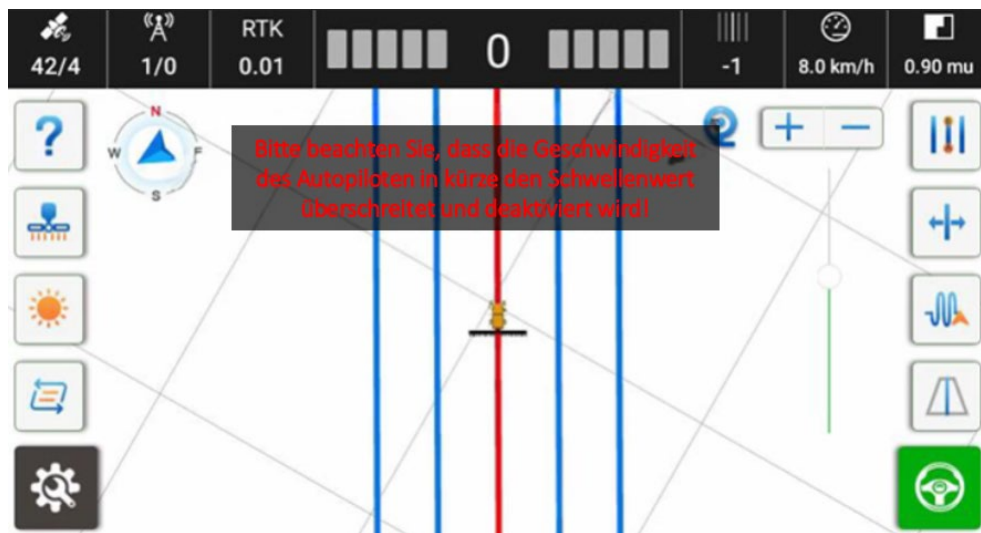 RTK
42/4
1/0
0.01
0
-1
8.0 km/h
0.90 mu
N
W
S
Bitte beachten Sie, dass die Geschwindigkeit
des Autopiloten in kürze den Schwellenwert
überschreitet und deaktiviert wird!